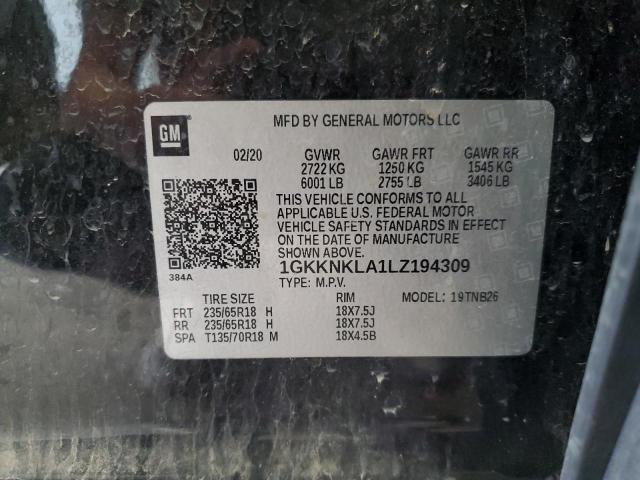 GM
MFD BY GENERAL MOTORS LLC
02/20 GVWR GAWR FRT GAWR RR
2722 KG 1250 KG 1545 KG
6001 LB 2755 LB 3406 LB
THIS VEHICLE CONFORMS TO ALL
APPLICABLE U.S. FEDERAL MOTOR
VEHICLE SAFETY STANDARDS IN EFFECT
ON THE DATE OF MANUFACTURE
SHOWN ABOVE.
384A
1GKKNKLA1LZ194309
TYPE: M.P.V.
TIRE SIZE RIM MODEL: 19TNB26
FRT 235/65R18 H 18X7.5J
RR 235/65R18 H 18X7.5J
SPA T135/70R18 M 18X4.5B